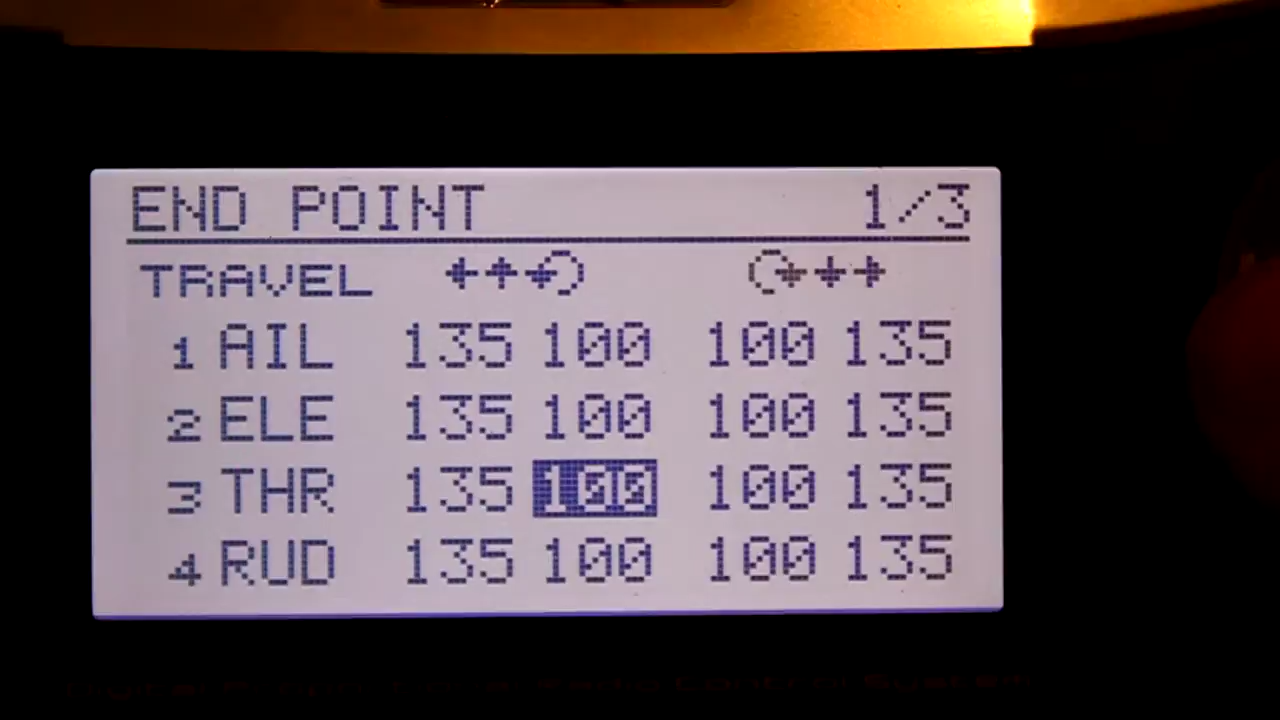 END POINT 1/3
TRAVEL
1 AIL 135 100 100 135
2 ELE 135 100 100 135
3 THR 135 100 100 135
4 RUD 135 100 100 135